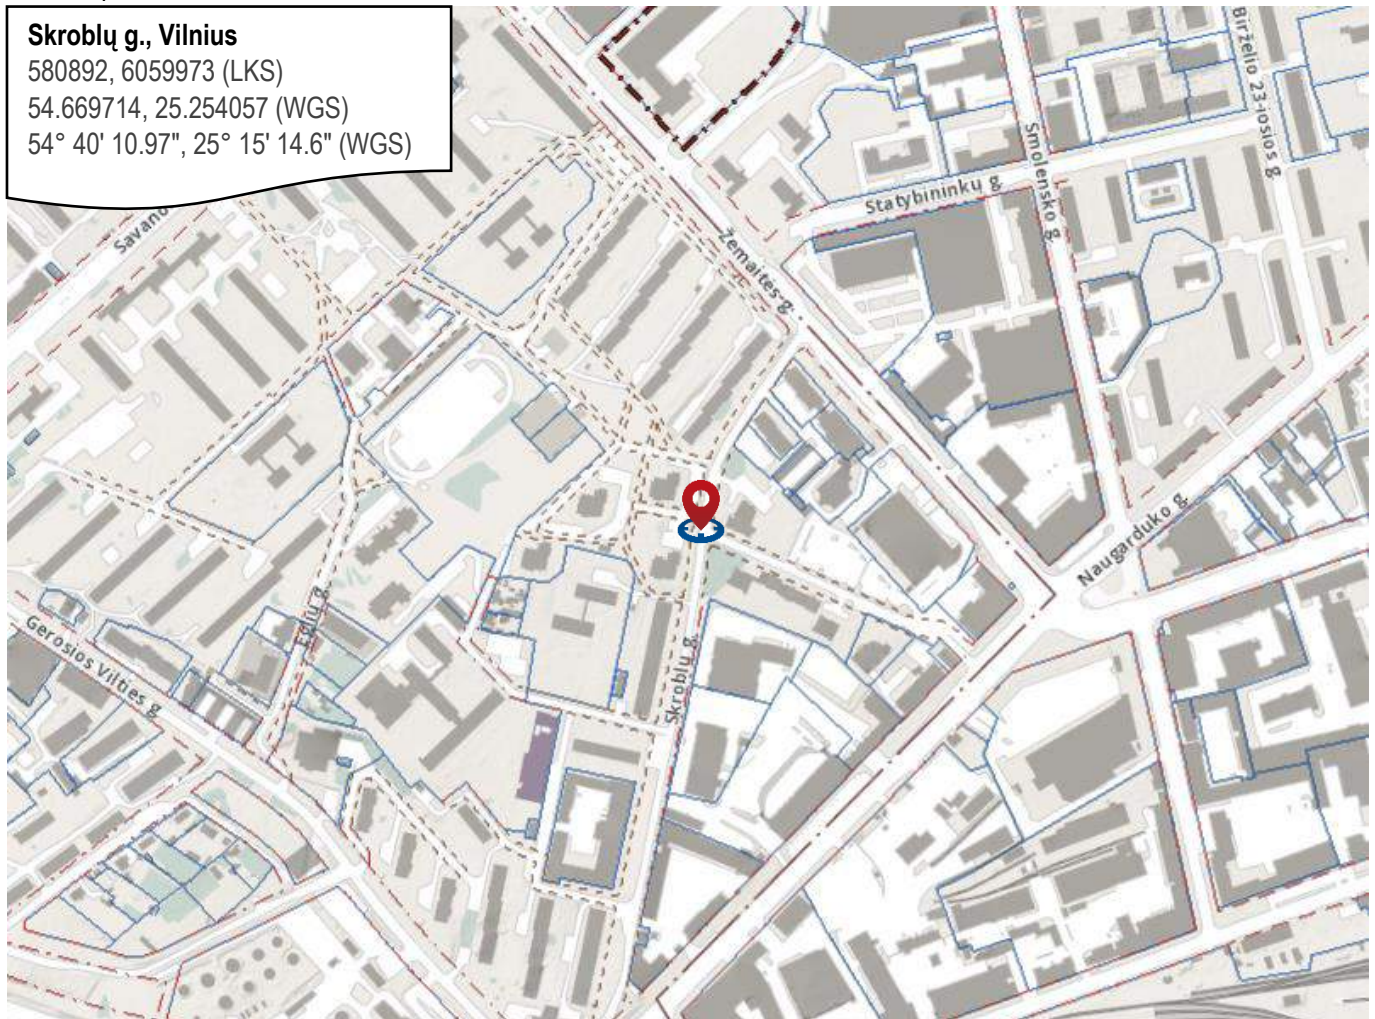 Skroblų g., Vilnius
580892, 6059973 (LKS)
54.669714, 25.254057 (WGS)
54° 40' 10.97", 25° 15' 14.6" (WGS)
Savano
Žemaitės g.
Statybininkų g.
Smolensko g.
Birželio 23-iosios g.
Naugarduko g.
Eglių g.
Gerosios Vilties g.
Skroblų g.